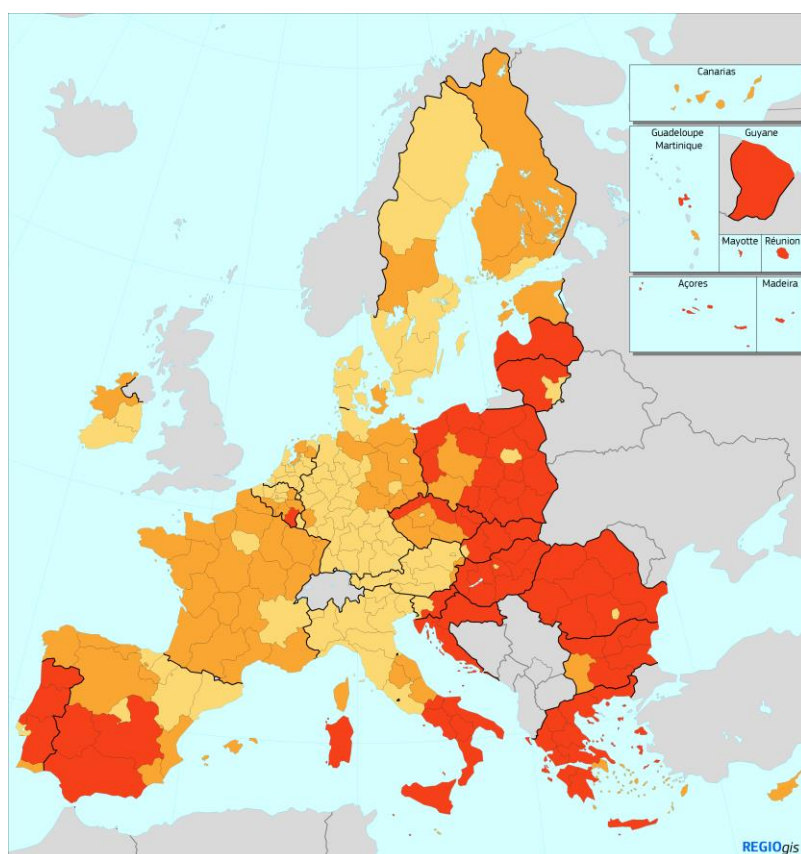 Canarias
Guadeloupe
Martinique
Guyane
Mayotte
Réunion
Açores
Madeira
REGIOgis